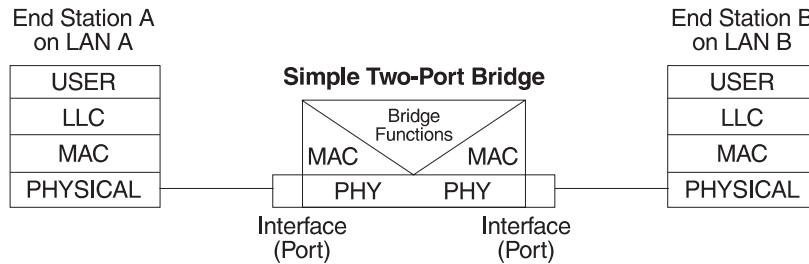 End Station A
on LAN A
USER
LLC
MAC
PHYSICAL
Simple Two-Port Bridge
Bridge
Functions
MAC
MAC
PHY
PHY
Interface
(Port)
Interface
(Port)
End Station B
on LAN B
USER
LLC
MAC
PHYSICAL